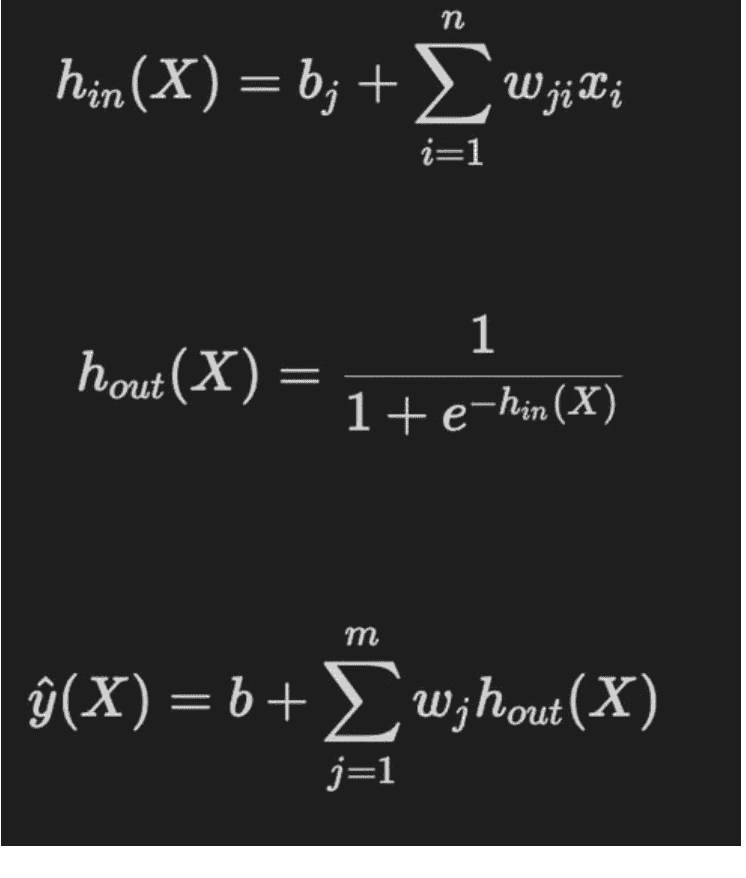 h_{in}(X) = b_j + \sum_{i=1}^{n} w_{ji} x_i
h_{out}(X) = \frac{1}{1 + e^{-h_{in}(X)}}
\hat{y}(X) = b + \sum_{j=1}^{m} w_j h_{out}(X)